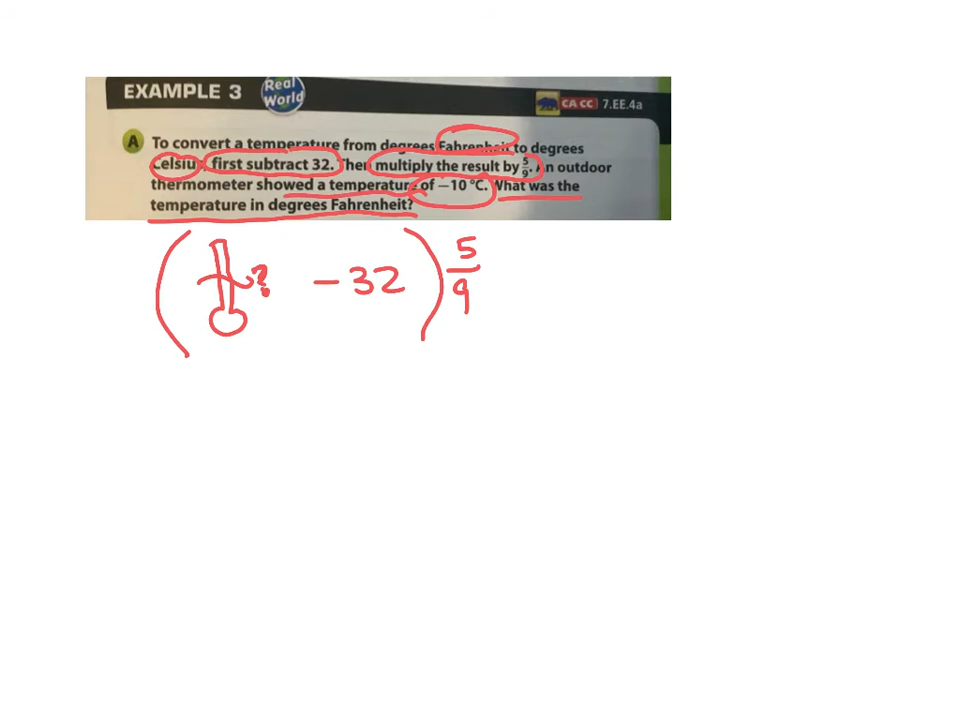 EXAMPLE 3
Real
World
CA CC 7.EE.4a
A To convert a temperature from degrees Fahrenheit to degrees
Celsius, first subtract 32. Then multiply the result by 5/9. An outdoor
thermometer showed a temperature of −10 °C. What was the
temperature in degrees Fahrenheit?
( ? − 32 ) 5/9